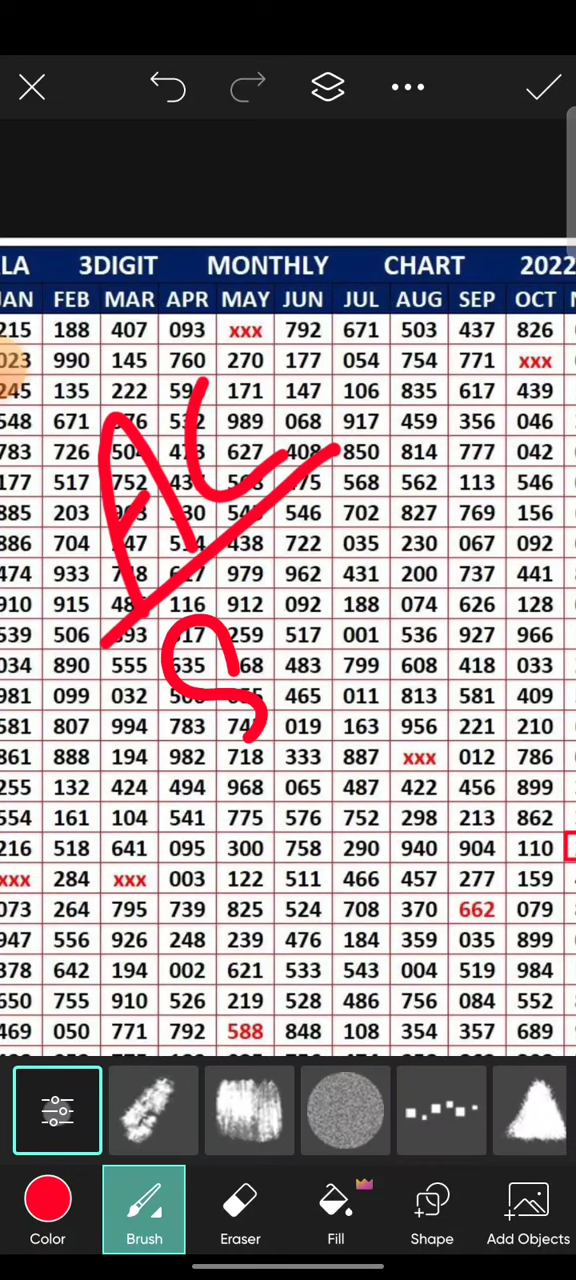 LA 3DIGIT MONTHLY CHART 2022
JAN FEB MAR APR MAY JUN JUL AUG SEP OCT
215 188 407 093 xxx 792 671 503 437 826
023 990 145 760 270 177 054 754 771 xxx
245 135 222 171 147 106 835 617 439
548 671 989 068 917 459 356 046
783 726 627 408 850 814 777 042
177 517 752 568 562 113 546
885 203 546 702 827 769 156
886 704 438 722 035 230 067 092
474 933 979 962 431 200 737 441
910 915 116 912 092 188 074 626 128
539 506 259 517 001 536 927 966
034 890 555 635 483 799 608 418 033
981 099 032 465 011 813 581 409
581 807 994 783 019 163 956 221 210
861 888 194 982 718 333 887 xxx 012 786
255 132 424 494 968 065 487 422 456 899
554 161 104 541 775 576 752 298 213 862
216 518 641 095 300 758 290 940 904 110
xxx 284 xxx 003 122 511 466 457 277 159
073 264 795 739 825 524 708 370 662 079
947 556 926 248 239 476 184 359 035 899
378 642 194 002 621 533 543 004 519 984
650 755 910 526 219 528 486 756 084 552
469 050 771 792 588 848 108 354 357 689
Color Brush Eraser Fill Shape Add Objects